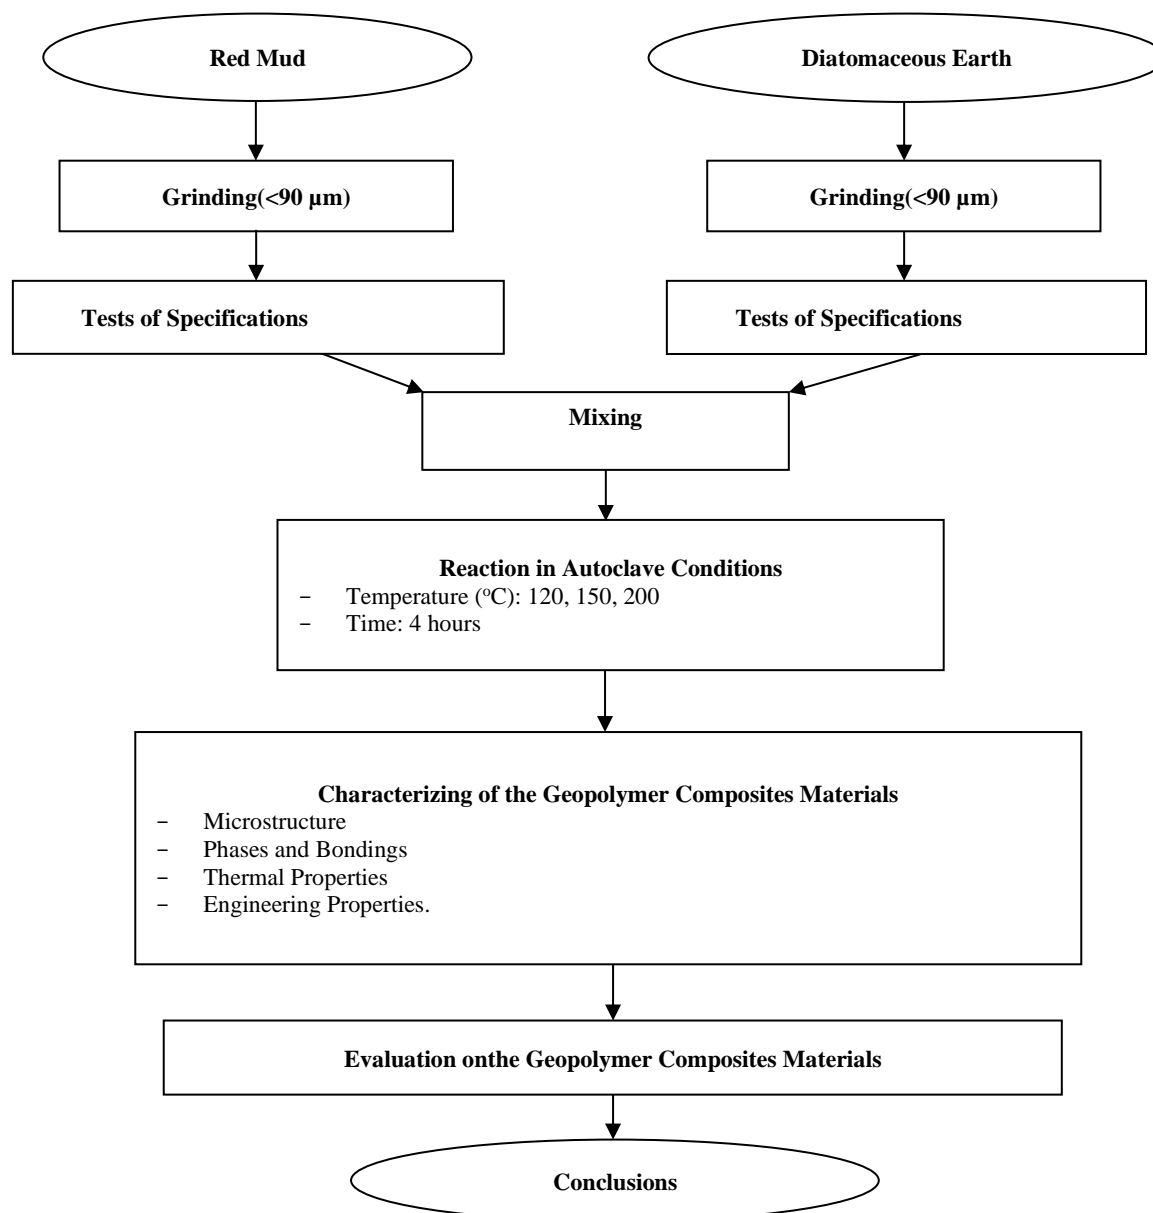 Red Mud
Diatomaceous Earth
Grinding(<90 µm)
Grinding(<90 µm)
Tests of Specifications
Tests of Specifications
Mixing
Reaction in Autoclave Conditions
- Temperature (°C): 120, 150, 200
- Time: 4 hours
Characterizing of the Geopolymer Composites Materials
- Microstructure
- Phases and Bondings
- Thermal Properties
- Engineering Properties.
Evaluation onthe Geopolymer Composites Materials
Conclusions